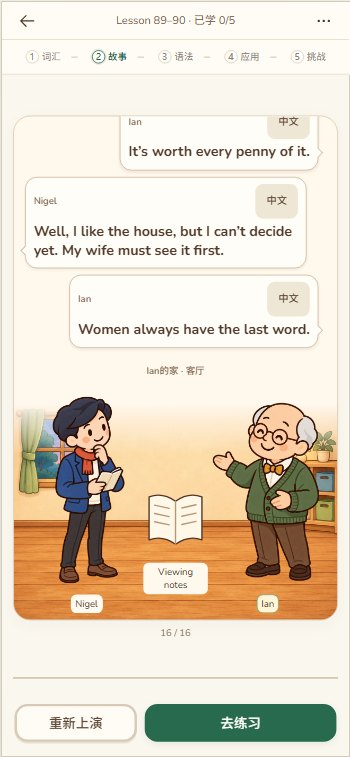 Lesson 89–90 · 已学 0/5
1 词汇 – 2 故事 – 3 语法 – 4 应用 – 5 挑战
Ian 中文
It's worth every penny of it.
Nigel 中文
Well, I like the house, but I can't decide
yet. My wife must see it first.
Ian 中文
Women always have the last word.
Ian的家 · 客厅
Viewing
notes
Nigel
Ian
16 / 16
重新上演
去练习